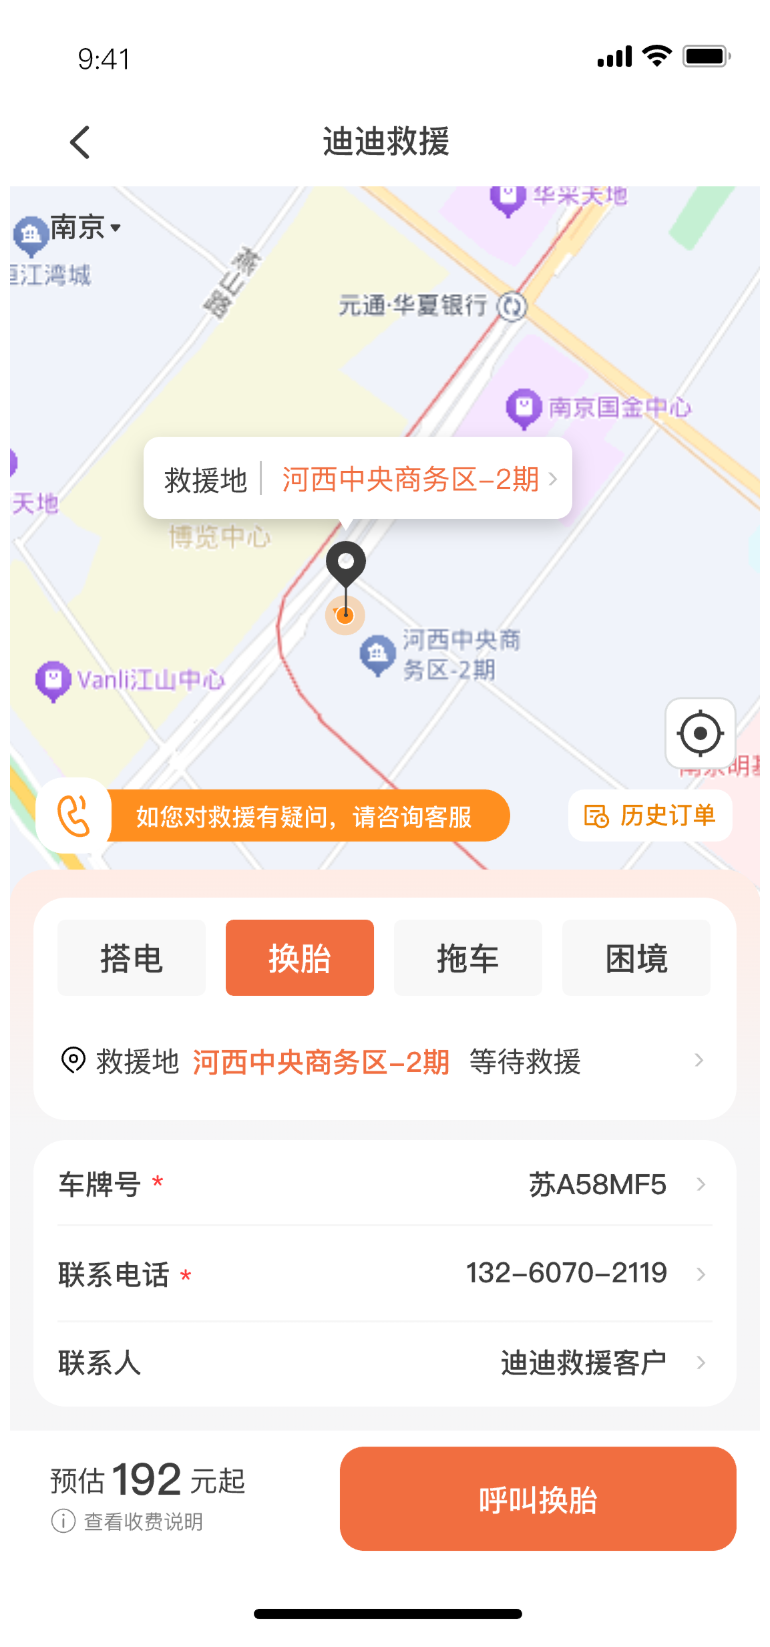 9:41
迪迪救援
华采天地
南京
江湾城
燕山路
元通·华夏银行
南京国金中心
救援地 河西中央商务区-2期
天地
博览中心
河西中央商
务区-2期
Vanli江山中心
南京明基
如您对救援有疑问，请咨询客服
历史订单
搭电 换胎 拖车 困境
救援地 河西中央商务区-2期 等待救援
车牌号 * 苏A58MF5
联系电话 * 132-6070-2119
联系人 迪迪救援客户
预估 192 元起
查看收费说明
呼叫换胎